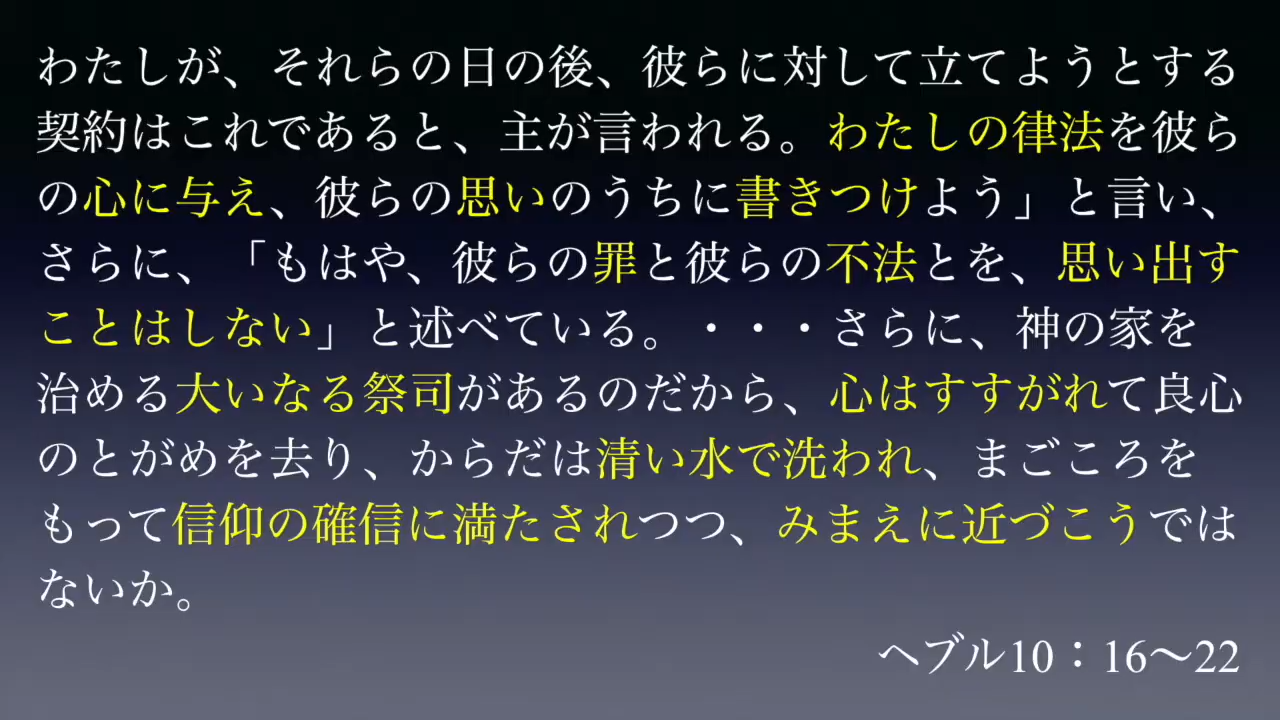 わたしが、それらの日の後、彼らに対して立てようとする
契約はこれであると、主が言われる。わたしの律法を彼ら
の心に与え、彼らの思いのうちに書きつけよう」と言い、
さらに、「もはや、彼らの罪と彼らの不法とを、思い出す
ことはしない」と述べている。・・・さらに、神の家を
治める大いなる祭司があるのだから、心はすすがれて良心
のとがめを去り、からだは清い水で洗われ、まごころを
もって信仰の確信に満たされつつ、みまえに近づこうでは
ないか。
ヘブル10：16〜22